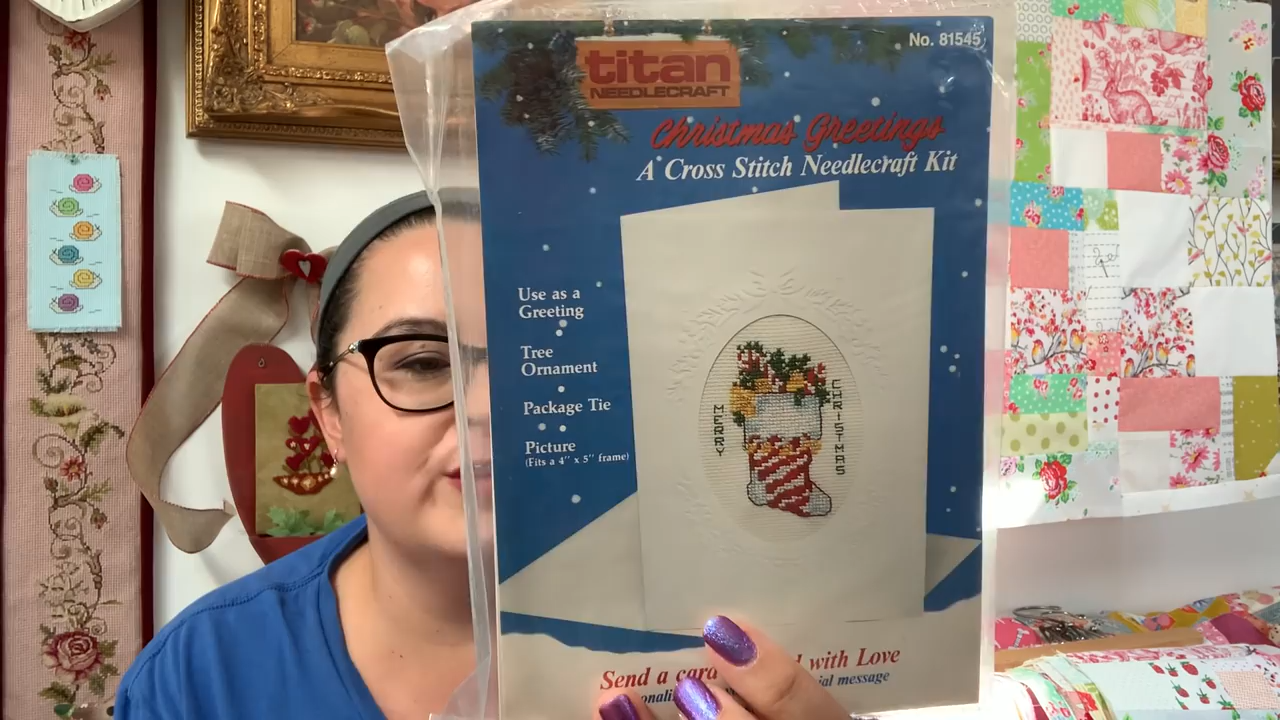 No. 81545
titan
NEEDLECRAFT
Christmas Greetings
A Cross Stitch Needlecraft Kit
Use as a
Greeting
Tree
Ornament
Package Tie
Picture
(Fits a 4" x 5" frame)
MERRY
CHRISTMAS
Send a card with Love
message